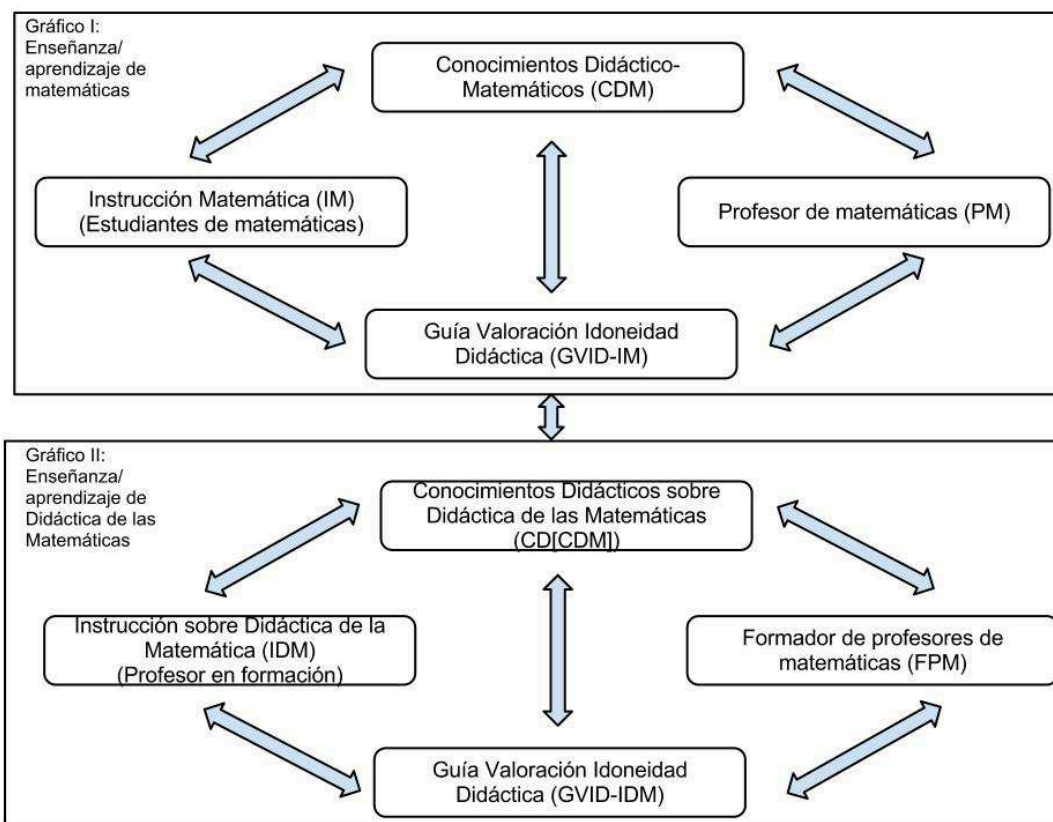 Gráfico I:
Enseñanza/
aprendizaje de
matemáticas
Conocimientos Didáctico-
Matemáticos (CDM)
Instrucción Matemática (IM)
(Estudiantes de matemáticas)
Profesor de matemáticas (PM)
Guía Valoración Idoneidad
Didáctica (GVID-IM)
Gráfico II:
Enseñanza/
aprendizaje de
Didáctica de las
Matemáticas
Conocimientos Didácticos sobre
Didáctica de las Matemáticas
(CD[CDM])
Instrucción sobre Didáctica de la
Matemática (IDM)
(Profesor en formación)
Formador de profesores de
matemáticas (FPM)
Guía Valoración Idoneidad
Didáctica (GVID-IDM)